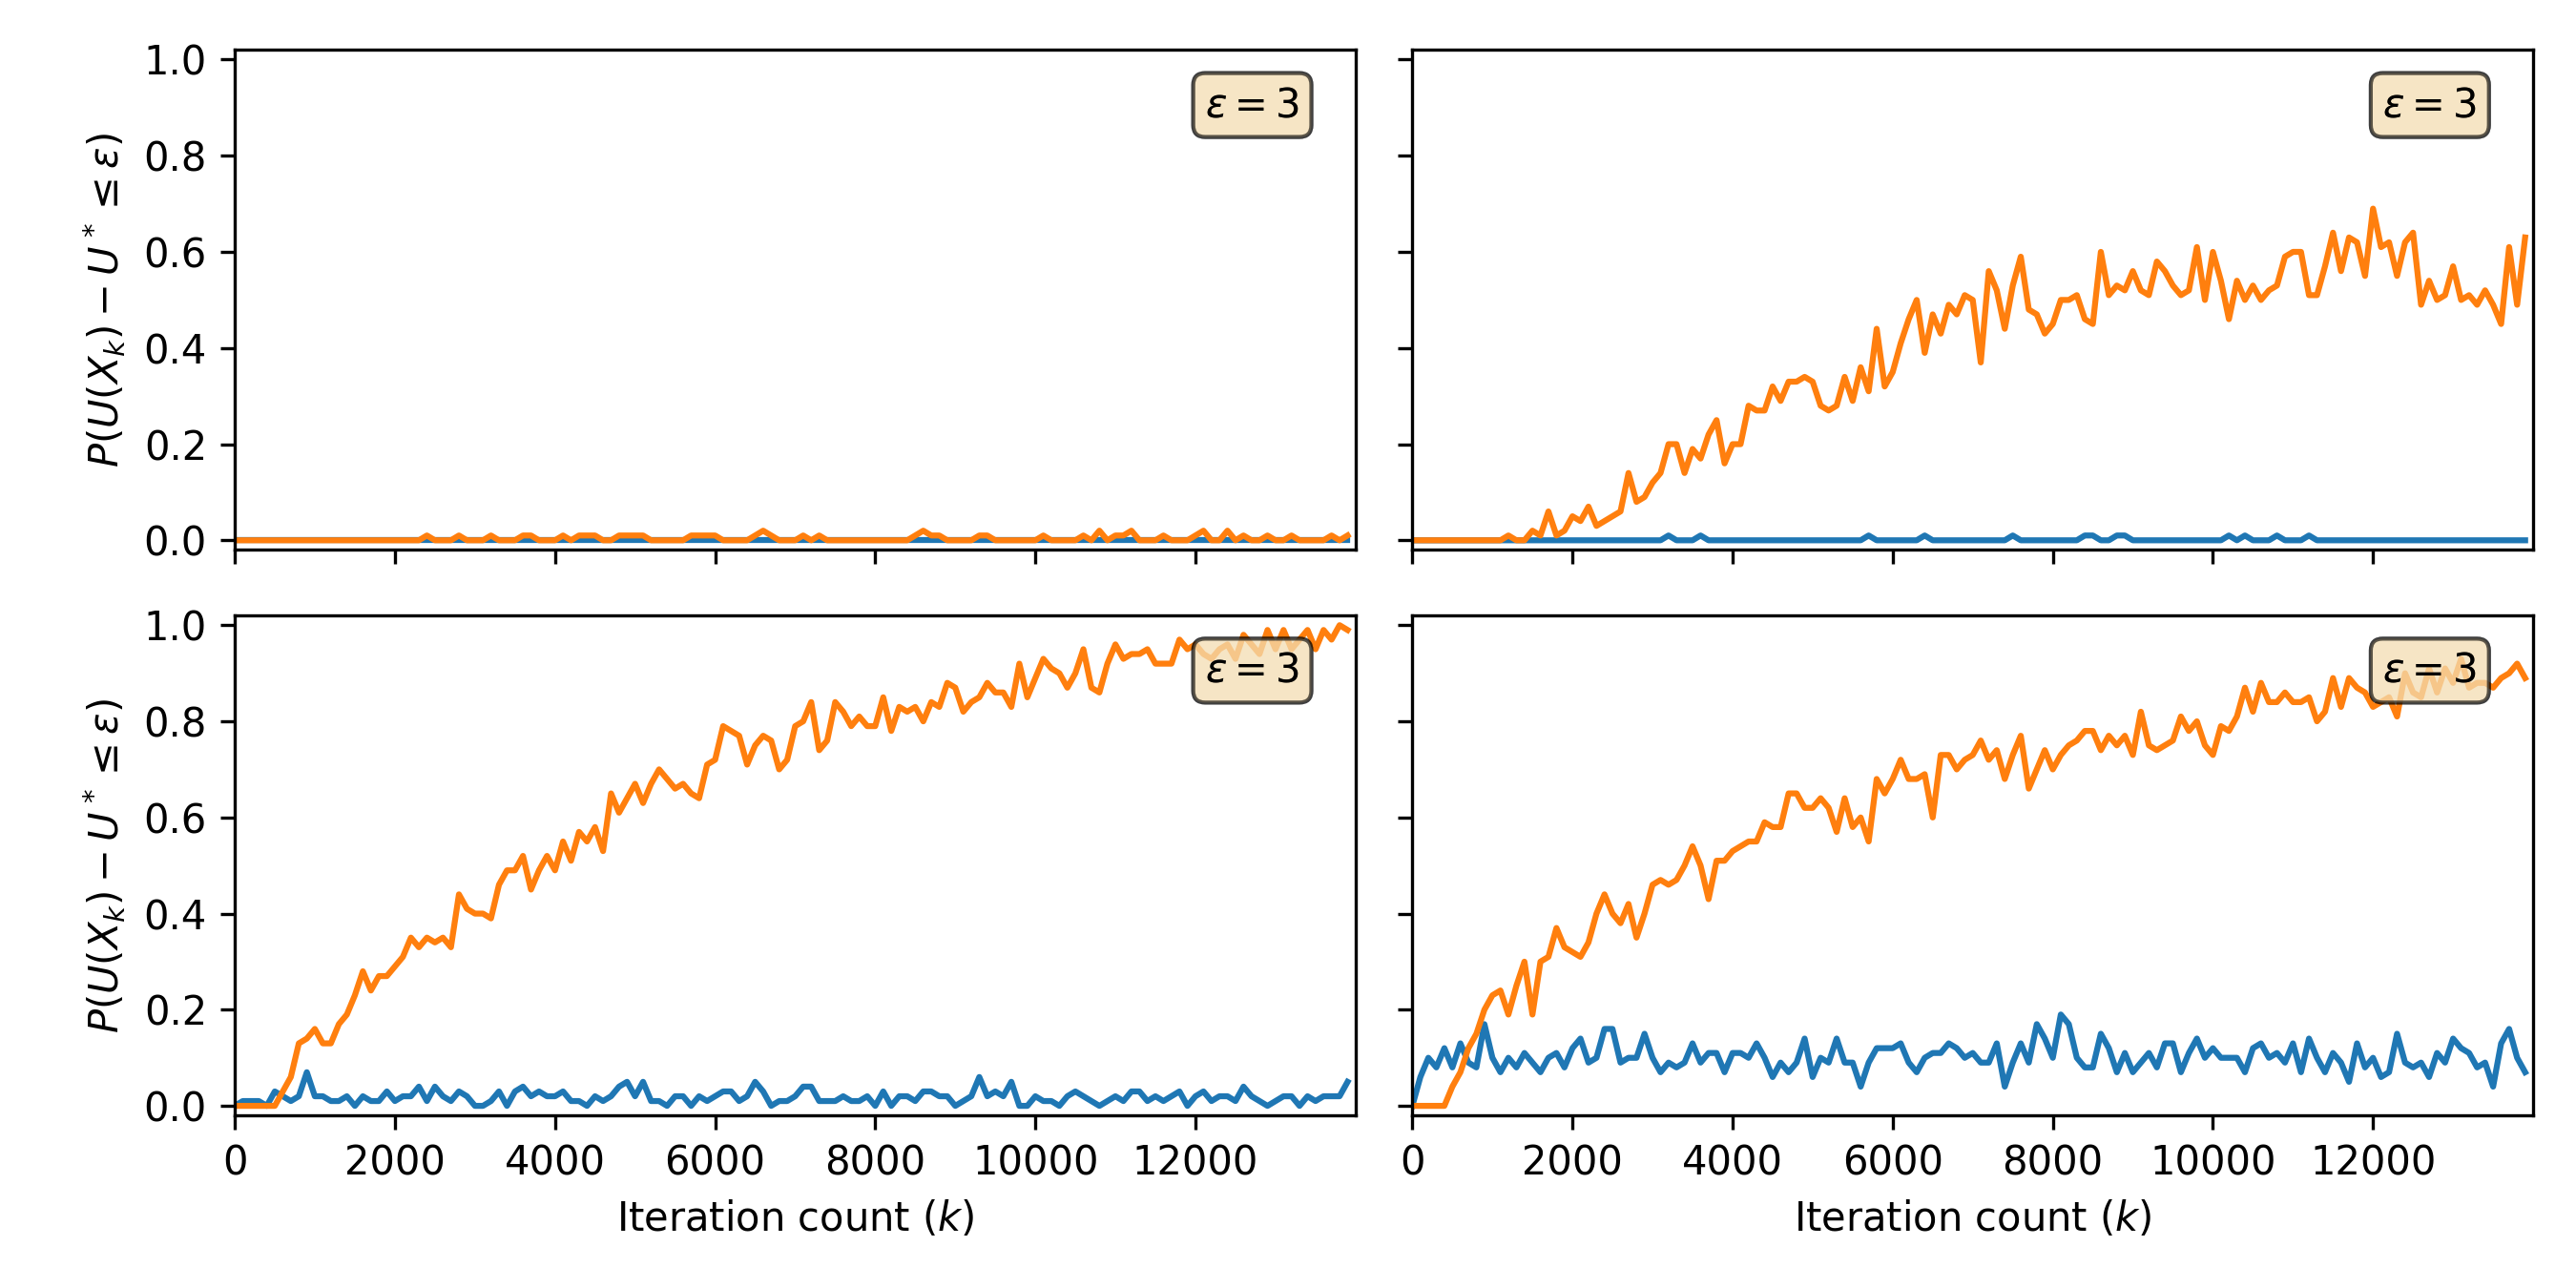 1.0
0.8
0.6
0.4
0.2
0.0
P(U(X_k) − U* ≤ ε)
ε = 3
ε = 3
1.0
0.8
0.6
0.4
0.2
0.0
P(U(X_k) − U* ≤ ε)
ε = 3
ε = 3
0 2000 4000 6000 8000 10000 12000
0 2000 4000 6000 8000 10000 12000
Iteration count (k)
Iteration count (k)